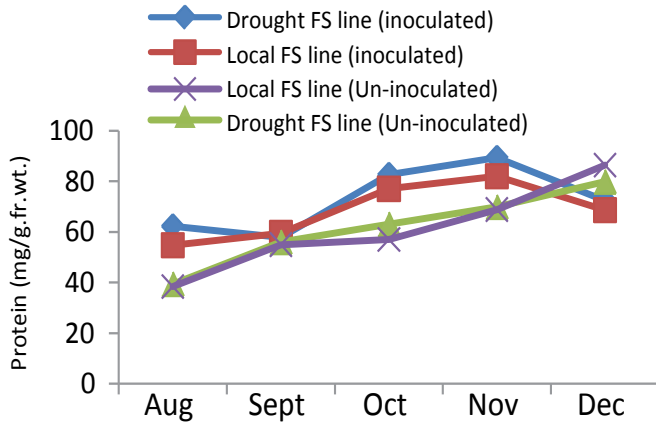 Drought FS line (inoculated)
Local FS line (inoculated)
Local FS line (Un-inoculated)
Drought FS line (Un-inoculated)
Protein (mg/g.fr.wt.)
100
80
60
40
20
0
Aug Sept Oct Nov Dec